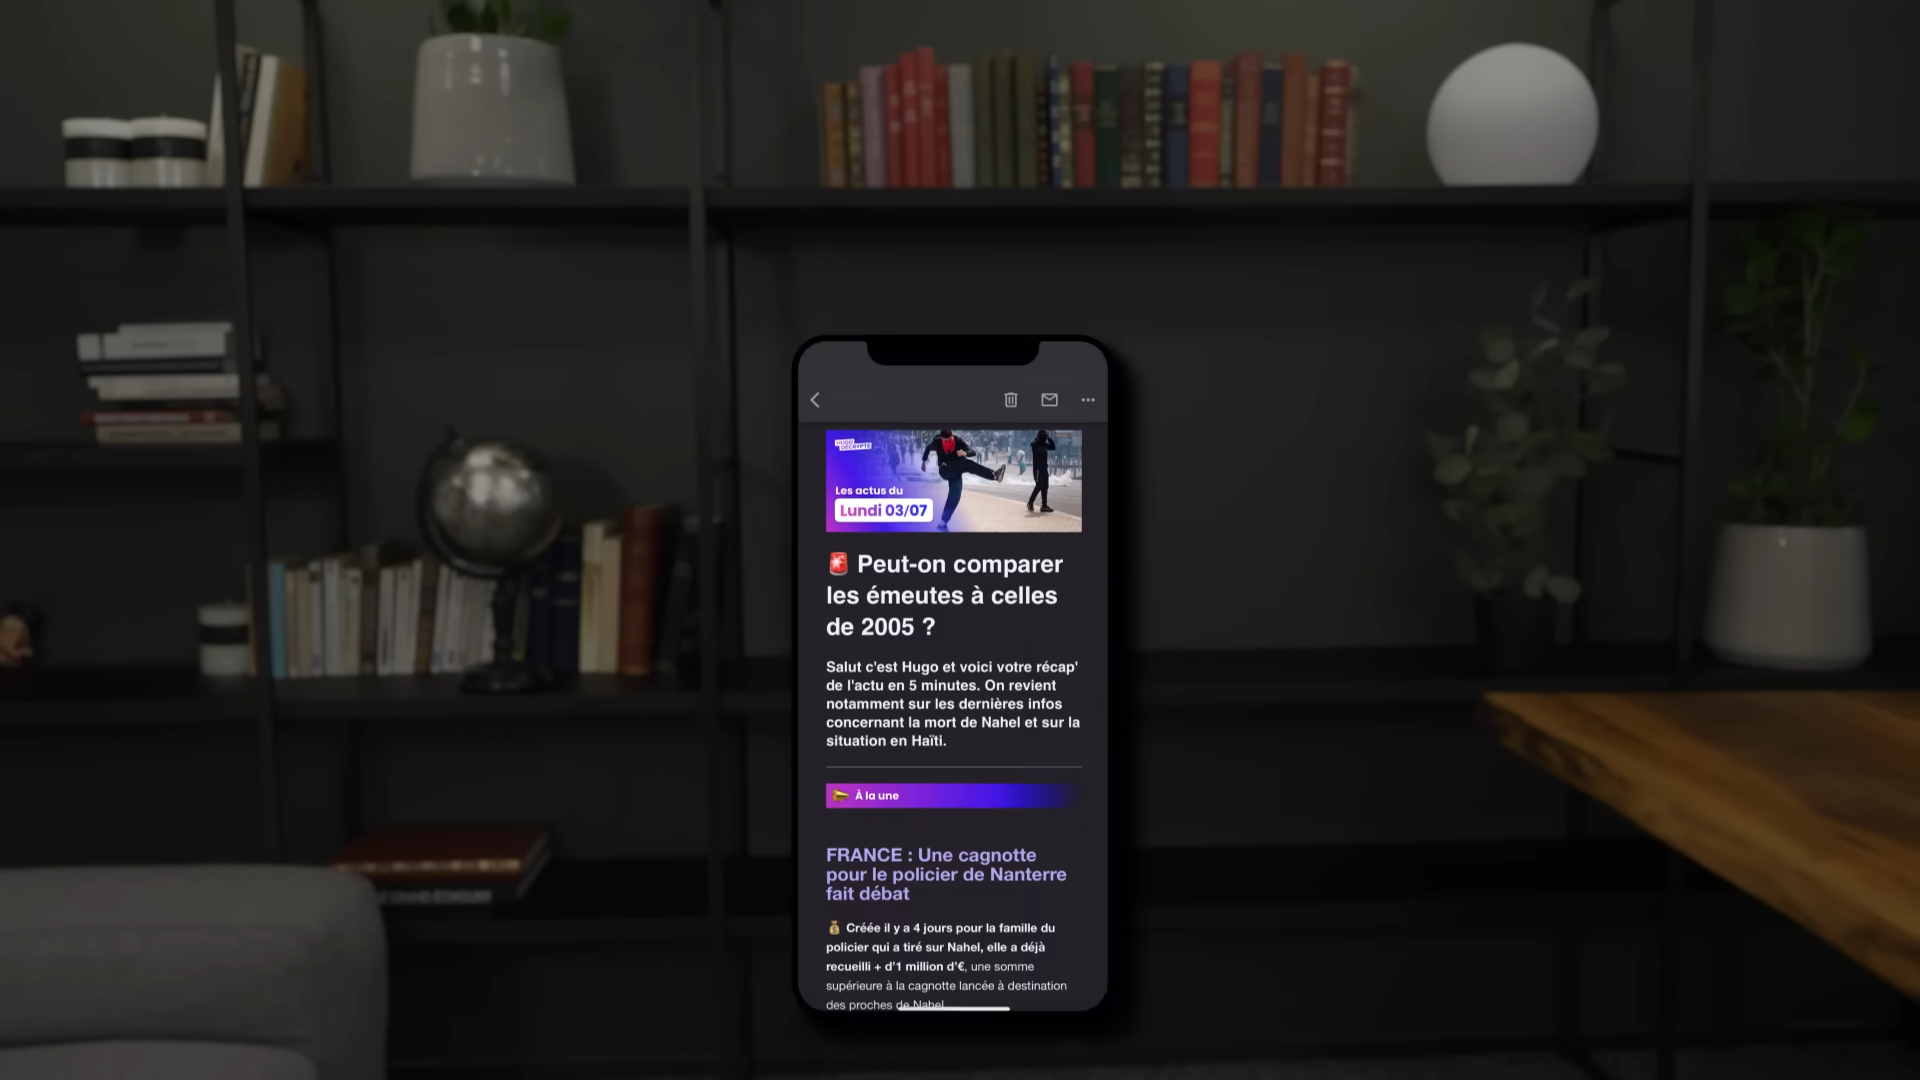 HUGO
DÉCRYPTE
Les actus du
Lundi 03/07
Peut-on comparer
les émeutes à celles
de 2005 ?
Salut c'est Hugo et voici votre récap'
de l'actu en 5 minutes. On revient
notamment sur les dernières infos
concernant la mort de Nahel et sur la
situation en Haïti.
À la une
FRANCE : Une cagnotte
pour le policier de Nanterre
fait débat
Créée il y a 4 jours pour la famille du
policier qui a tiré sur Nahel, elle a déjà
recueilli + d'1 million d'€, une somme
supérieure à la cagnotte lancée à destination
des proches de Nahel